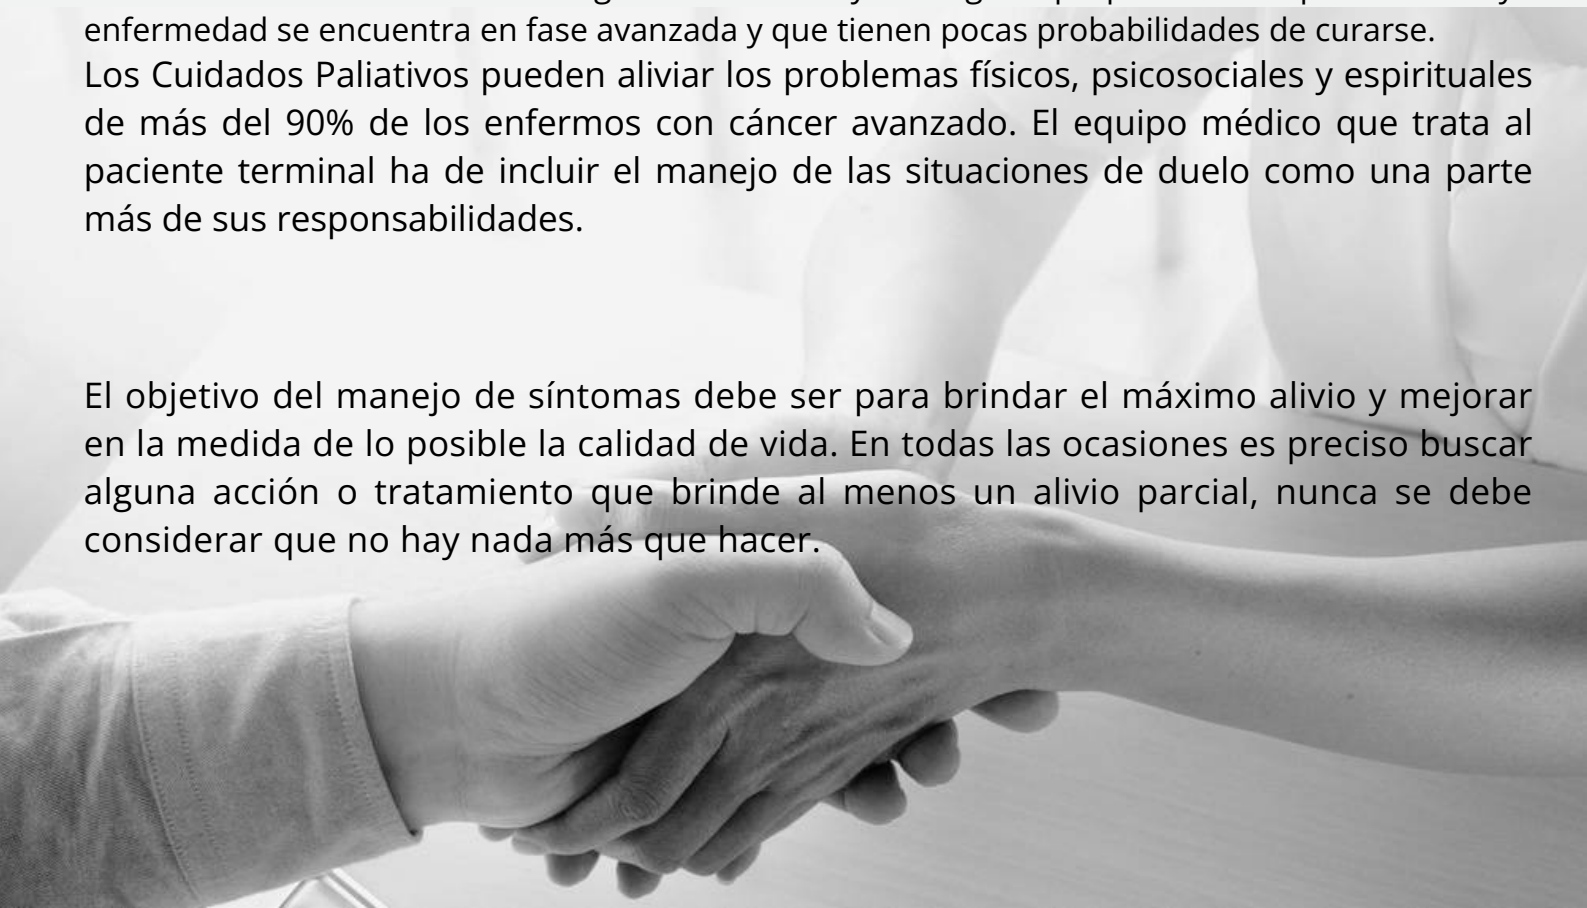 enfermedad se encuentra en fase avanzada y que tienen pocas probabilidades de curarse.
Los Cuidados Paliativos pueden aliviar los problemas físicos, psicosociales y espirituales
de más del 90% de los enfermos con cáncer avanzado. El equipo médico que trata al
paciente terminal ha de incluir el manejo de las situaciones de duelo como una parte
más de sus responsabilidades.
El objetivo del manejo de síntomas debe ser para brindar el máximo alivio y mejorar
en la medida de lo posible la calidad de vida. En todas las ocasiones es preciso buscar
alguna acción o tratamiento que brinde al menos un alivio parcial, nunca se debe
considerar que no hay nada más que hacer.